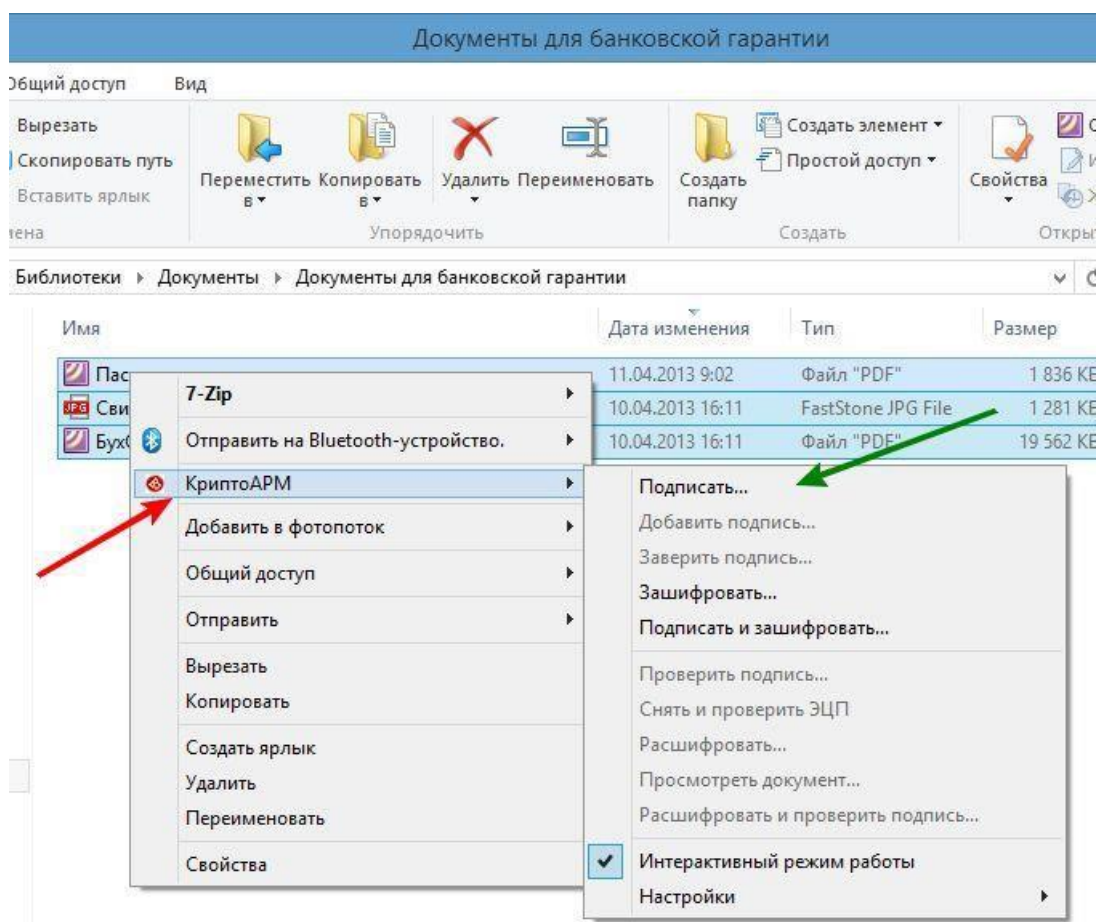 Документы для банковской гарантии
Общий доступ Вид
Вырезать
Скопировать путь
Вставить ярлык
Переместить в
Копировать в
Удалить
Переименовать
Упорядочить
Создать папку
Создать элемент
Простой доступ
Создать
Свойства
Библиотеки Документы Документы для банковской гарантии
Имя Дата изменения Тип Размер
11.04.2013 9:02 Файл "PDF" 1 836 КБ
JPG 10.04.2013 16:11 FastStone JPG File 1 281 КБ
10.04.2013 16:11 Файл "PDF" 19 562 КБ
7-Zip
Отправить на Bluetooth-устройство.
КриптоАРМ
Добавить в фотопоток
Общий доступ
Отправить
Вырезать
Копировать
Создать ярлык
Удалить
Переименовать
Свойства
Подписать...
Добавить подпись...
Заверить подпись...
Зашифровать...
Подписать и зашифровать...
Проверить подпись...
Снять и проверить ЭЦП
Расшифровать...
Просмотреть документ...
Расшифровать и проверить подпись...
Интерактивный режим работы
Настройки